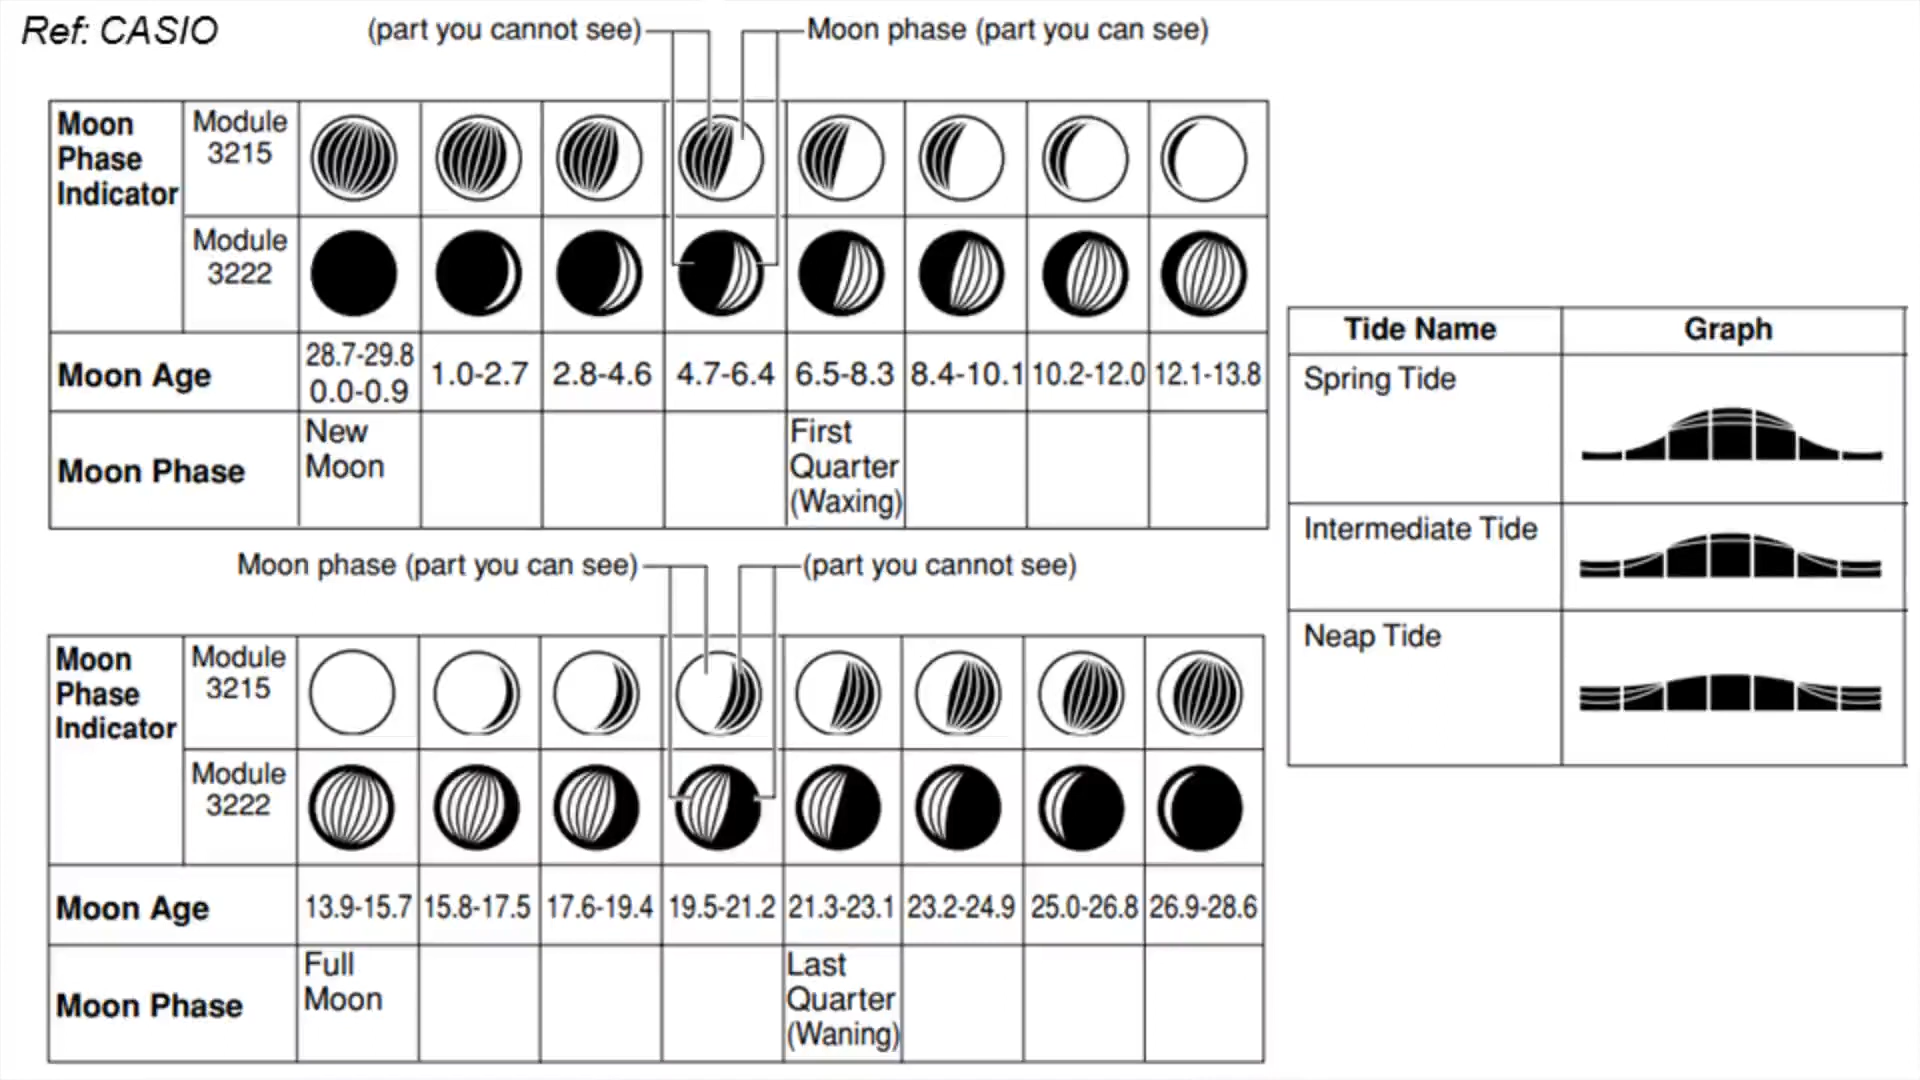 Ref: CASIO
(part you cannot see)
Moon phase (part you can see)
Moon
Phase
Indicator
Module
3215
Module
3222
Moon Age
28.7-29.8
0.0-0.9
1.0-2.7
2.8-4.6
4.7-6.4
6.5-8.3
8.4-10.1
10.2-12.0
12.1-13.8
Moon Phase
New
Moon
First
Quarter
(Waxing)
Moon phase (part you can see)
(part you cannot see)
Moon
Phase
Indicator
Module
3215
Module
3222
Moon Age
13.9-15.7
15.8-17.5
17.6-19.4
19.5-21.2
21.3-23.1
23.2-24.9
25.0-26.8
26.9-28.6
Moon Phase
Full
Moon
Last
Quarter
(Waning)
Tide Name
Graph
Spring Tide
Intermediate Tide
Neap Tide